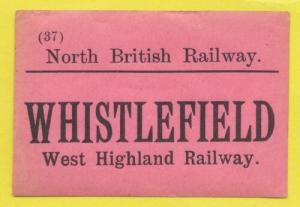 (37)
North British Railway.
WHISTLEFIELD
West Highland Railway.